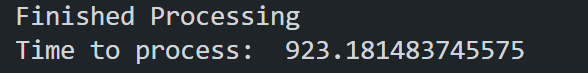 Finished Processing
Time to process:  923.181483745575